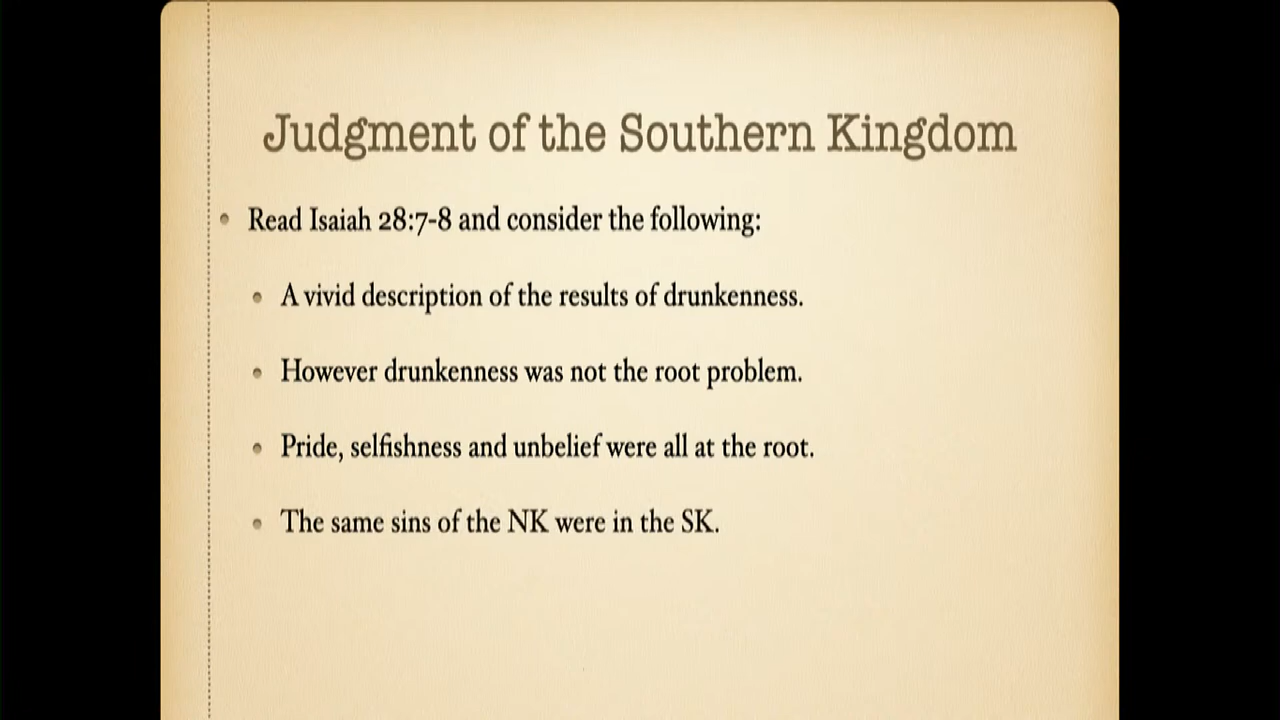 Judgment of the Southern Kingdom
Read Isaiah 28:7-8 and consider the following:
A vivid description of the results of drunkenness.
However drunkenness was not the root problem.
Pride, selfishness and unbelief were all at the root.
The same sins of the NK were in the SK.